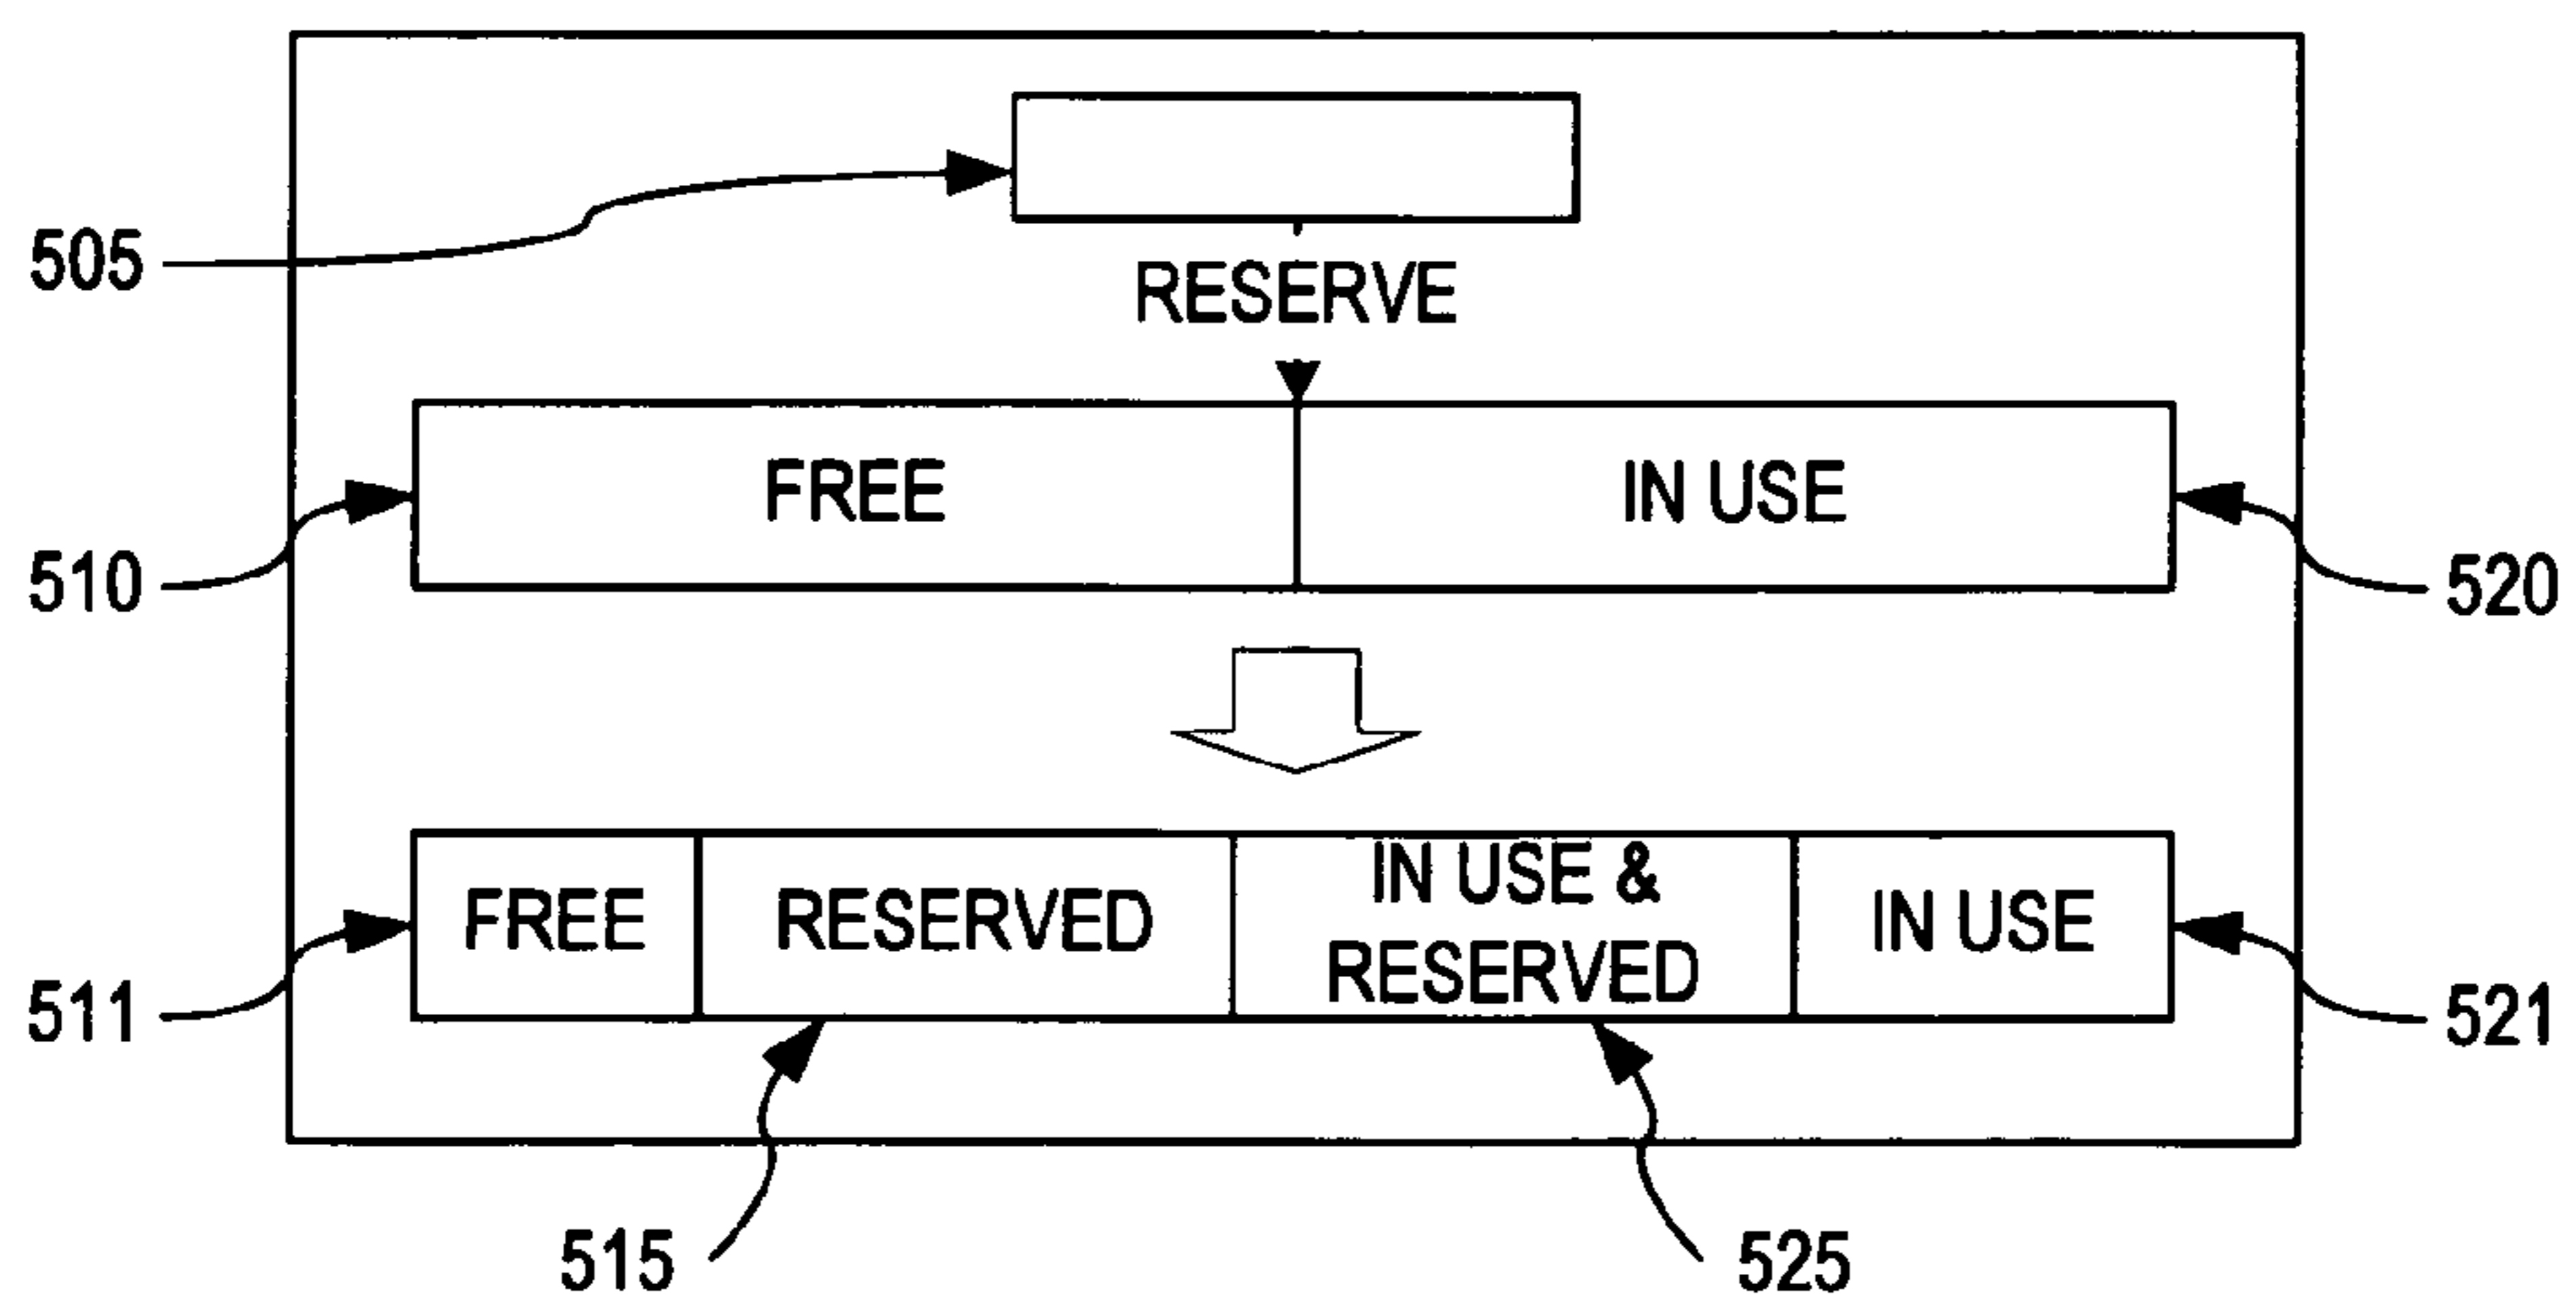 505
RESERVE
FREE
IN USE
510
520
FREE
RESERVED
IN USE &
RESERVED
IN USE
511
521
515
525